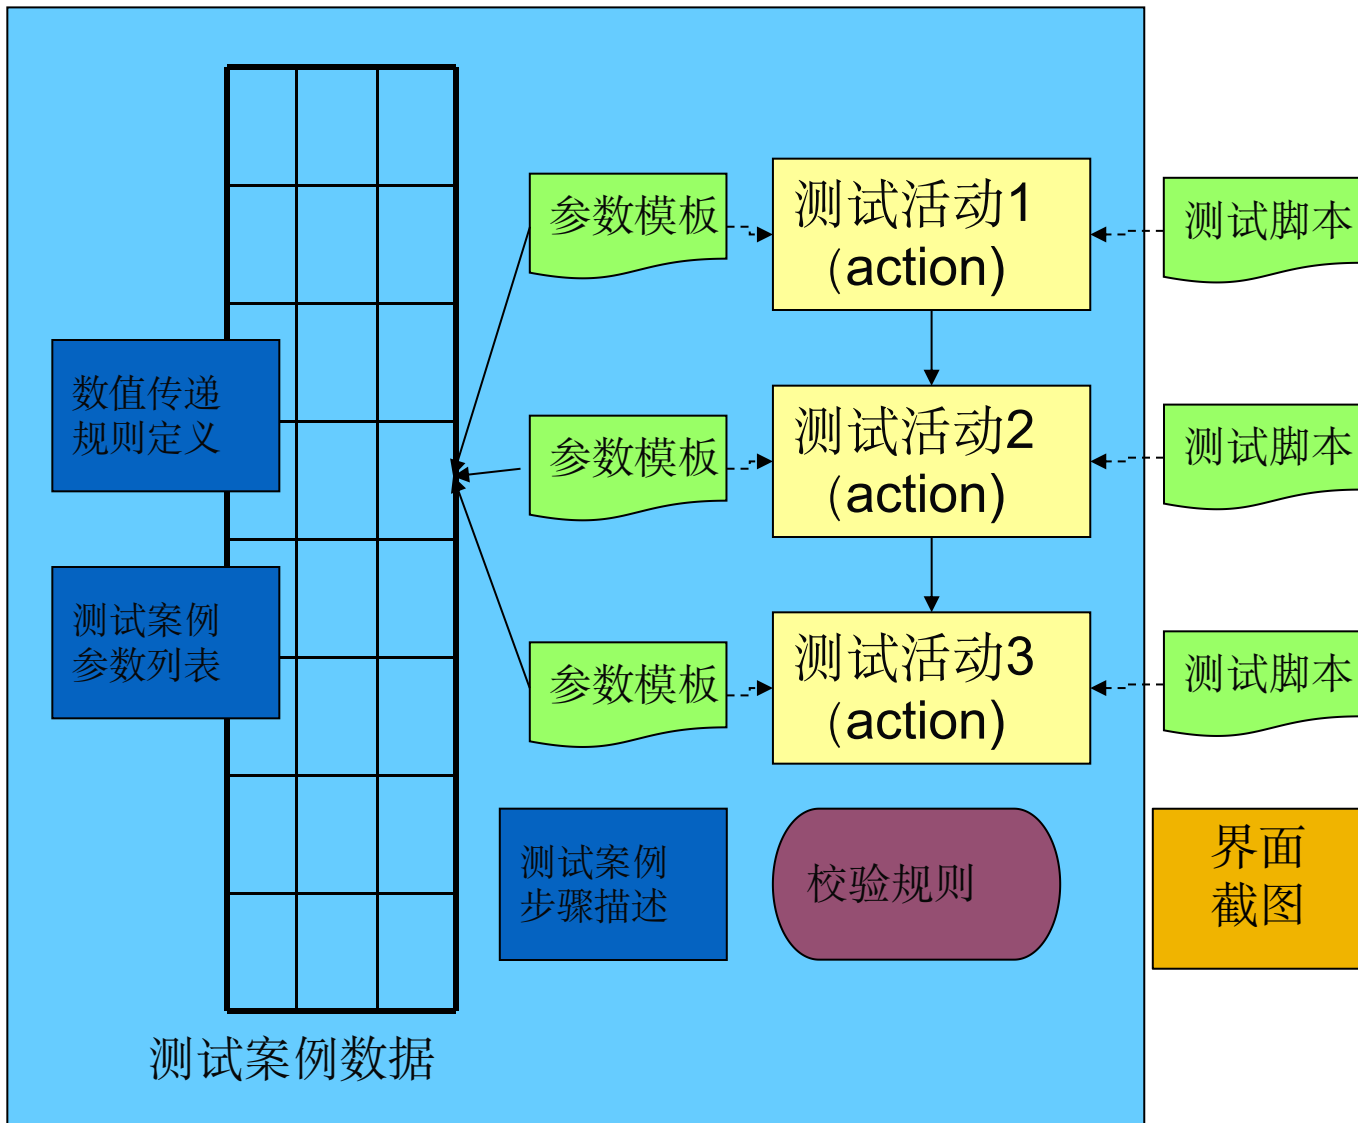 参数模板
测试活动1
（action)
测试脚本
数值传递
规则定义
参数模板
测试活动2
（action)
测试脚本
测试案例
参数列表
参数模板
测试活动3
（action)
测试脚本
测试案例
步骤描述
校验规则
界面
截图
测试案例数据